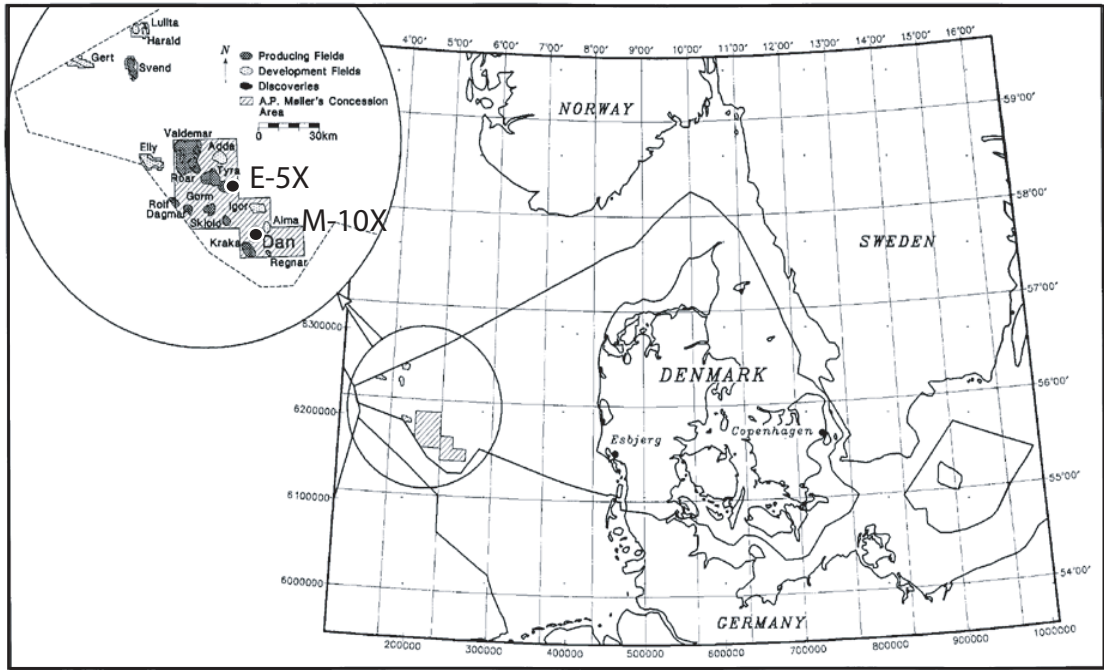 Lulita
Harald
Gert
Svend
N
Producing Fields
Development Fields
Discoveries
A.P. Møller's Concession
Area
0 30km
Valdemar
Adda
Elly
Tyra
E-5X
Roar
Gorm
Igor
Rolf
Dagmar
Skjold
Alma
M-10X
Kraka
Dan
Regnar
4°00' 5°00' 6°00' 7°00' 8°00' 9°00' 10°00' 11°00' 12°00' 13°00' 14°00' 15°00' 16°00'
59°00'
58°00'
57°00'
56°00'
55°00'
54°00'
NORWAY
SWEDEN
DENMARK
Esbjerg
Copenhagen
GERMANY
6300000
6200000
6100000
6000000
200000 300000 400000 500000 600000 700000 800000 900000 1000000